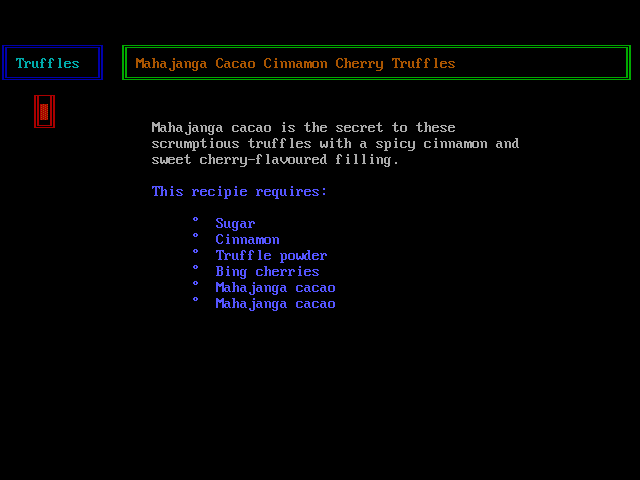 Truffles
Mahajanga Cacao Cinnamon Cherry Truffles
Mahajanga cacao is the secret to these
scrumptious truffles with a spicy cinnamon and
sweet cherry-flavoured filling.
This recipie requires:
° Sugar
° Cinnamon
° Truffle powder
° Bing cherries
° Mahajanga cacao
° Mahajanga cacao